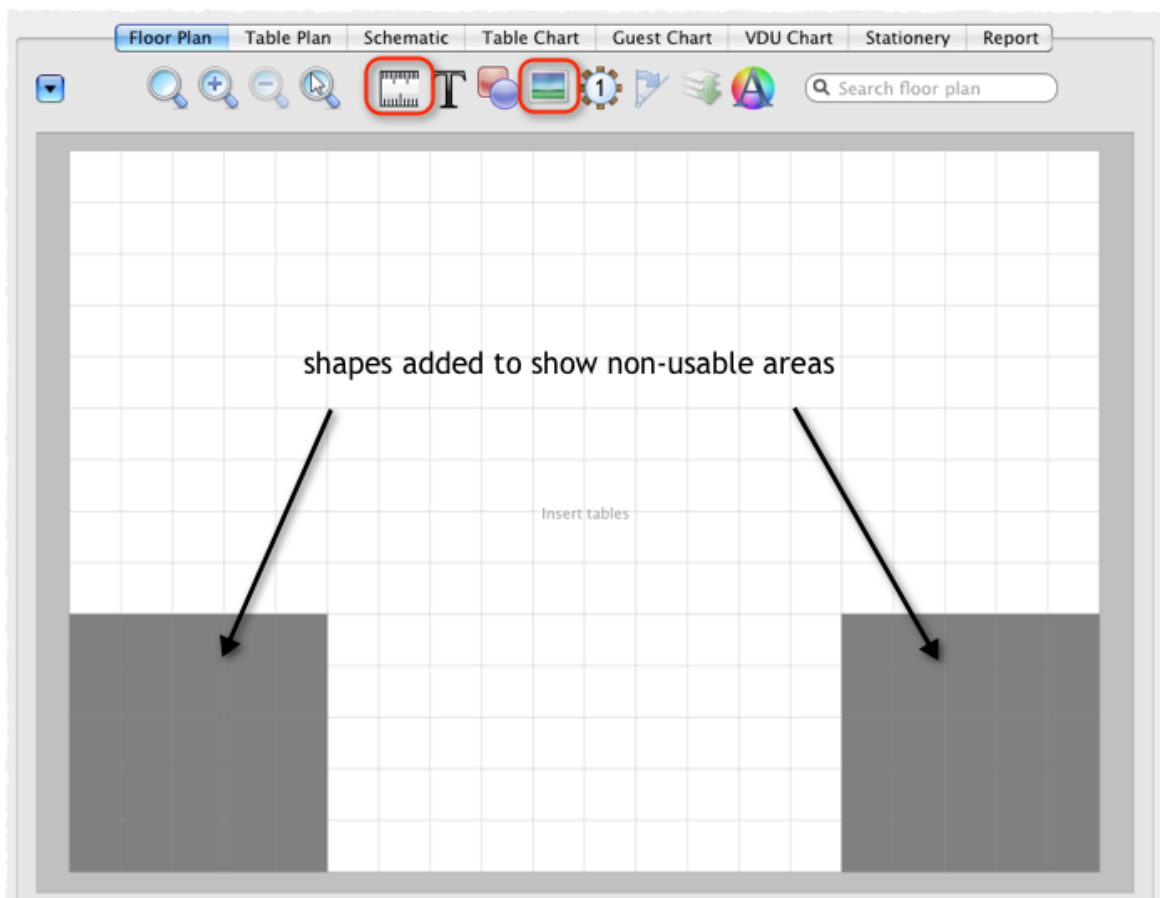 Floor Plan Table Plan Schematic Table Chart Guest Chart VDU Chart Stationery Report
T 1 A Search floor plan
shapes added to show non-usable areas
Insert tables